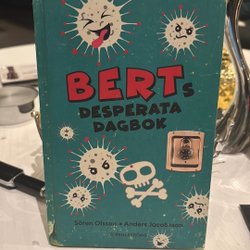 BERTs
DESPERATA
DAGBOK
Sören Olsson • Anders Jacobsson